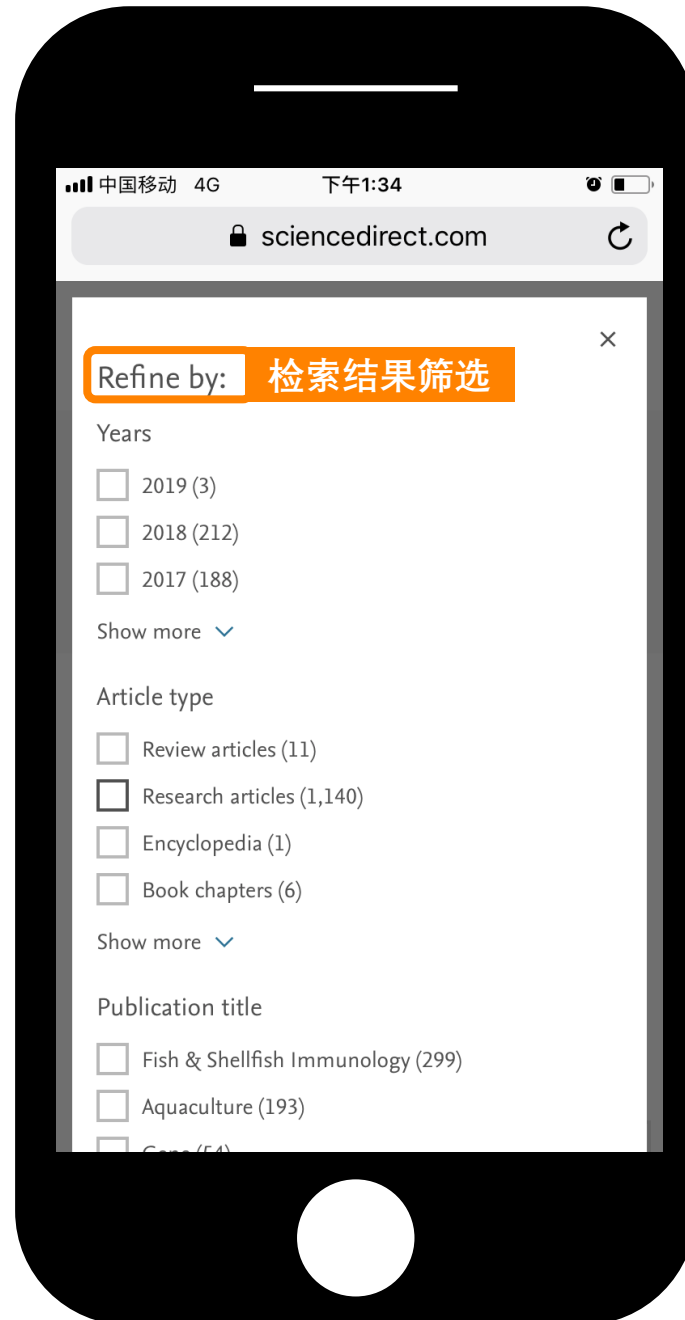 中国移动 4G 下午1:34
sciencedirect.com
Refine by: 检索结果筛选
Years
2019 (3)
2018 (212)
2017 (188)
Show more
Article type
Review articles (11)
Research articles (1,140)
Encyclopedia (1)
Book chapters (6)
Show more
Publication title
Fish & Shellfish Immunology (299)
Aquaculture (193)
Gene (54)